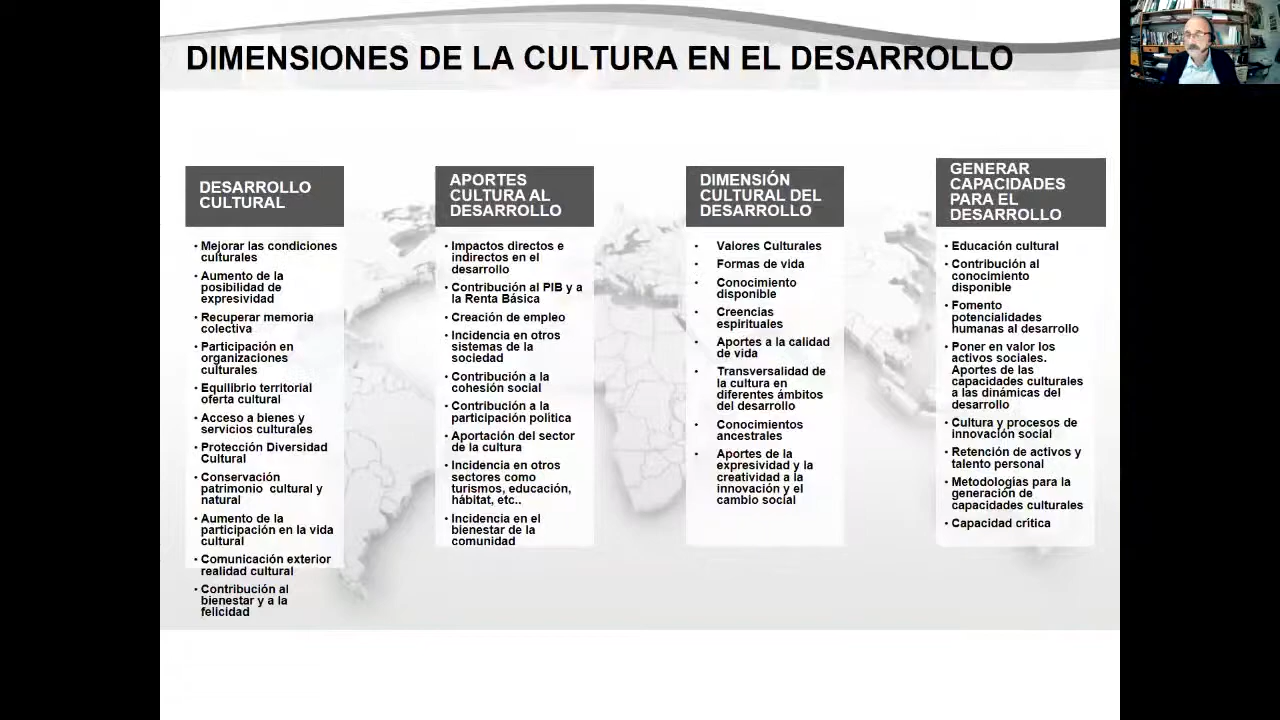 DIMENSIONES DE LA CULTURA EN EL DESARROLLO
DESARROLLO
CULTURAL
• Mejorar las condiciones
culturales
• Aumento de la
posibilidad de
expresividad
• Recuperar memoria
colectiva
• Participación en
organizaciones
culturales
• Equilibrio territorial
oferta cultural
• Acceso a bienes y
servicios culturales
• Protección Diversidad
Cultural
• Conservación
patrimonio cultural y
natural
• Aumento de la
participación en la vida
cultural
• Comunicación exterior
realidad cultural
• Contribución al
bienestar y a la
felicidad
APORTES
CULTURA AL
DESARROLLO
• Impactos directos e
indirectos en el
desarrollo
• Contribución al PIB y a
la Renta Básica
• Creación de empleo
• Incidencia en otros
sistemas de la
sociedad
• Contribución a la
cohesión social
• Contribución a la
participación política
• Aportación del sector
de la cultura
• Incidencia en otros
sectores como
turismos, educación,
hábitat, etc..
• Incidencia en el
bienestar de la
comunidad
DIMENSIÓN
CULTURAL DEL
DESARROLLO
• Valores Culturales
• Formas de vida
• Conocimiento
disponible
• Creencias
espirituales
• Aportes a la calidad
de vida
• Transversalidad de
la cultura en
diferentes ámbitos
del desarrollo
• Conocimientos
ancestrales
• Aportes de la
expresividad y la
creatividad a la
innovación y el
cambio social
GENERAR
CAPACIDADES
PARA EL
DESARROLLO
• Educación cultural
• Contribución al
conocimiento
disponible
• Fomento
potencialidades
humanas al desarrollo
• Poner en valor los
activos sociales.
Aportes de las
capacidades culturales
a las dinámicas del
desarrollo
• Cultura y procesos de
innovación social
• Retención de activos y
talento personal
• Metodologías para la
generación de
capacidades culturales
• Capacidad crítica